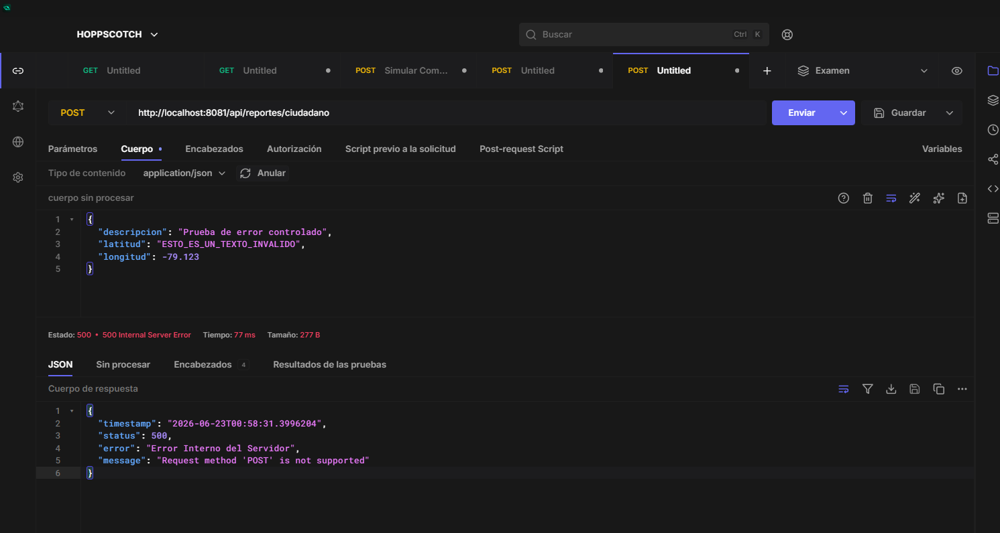 HOPPSCOTCH
Buscar Ctrl K
GET Untitled GET Untitled POST Simular Com... POST Untitled POST Untitled Examen
POST http://localhost:8081/api/reportes/ciudadano Enviar Guardar
Parámetros Cuerpo Encabezados Autorización Script previo a la solicitud Post-request Script Variables
Tipo de contenido application/json Anular
cuerpo sin procesar
1 {
2 "descripcion": "Prueba de error controlado",
3 "latitud": "ESTO_ES_UN_TEXTO_INVALIDO",
4 "longitud": -79.123
5 }
Estado: 500 • 500 Internal Server Error Tiempo: 77 ms Tamaño: 277 B
JSON Sin procesar Encabezados 4 Resultados de las pruebas
Cuerpo de respuesta
1 {
2 "timestamp": "2026-06-23T00:58:31.3996204",
3 "status": 500,
4 "error": "Error Interno del Servidor",
5 "message": "Request method 'POST' is not supported"
6 }